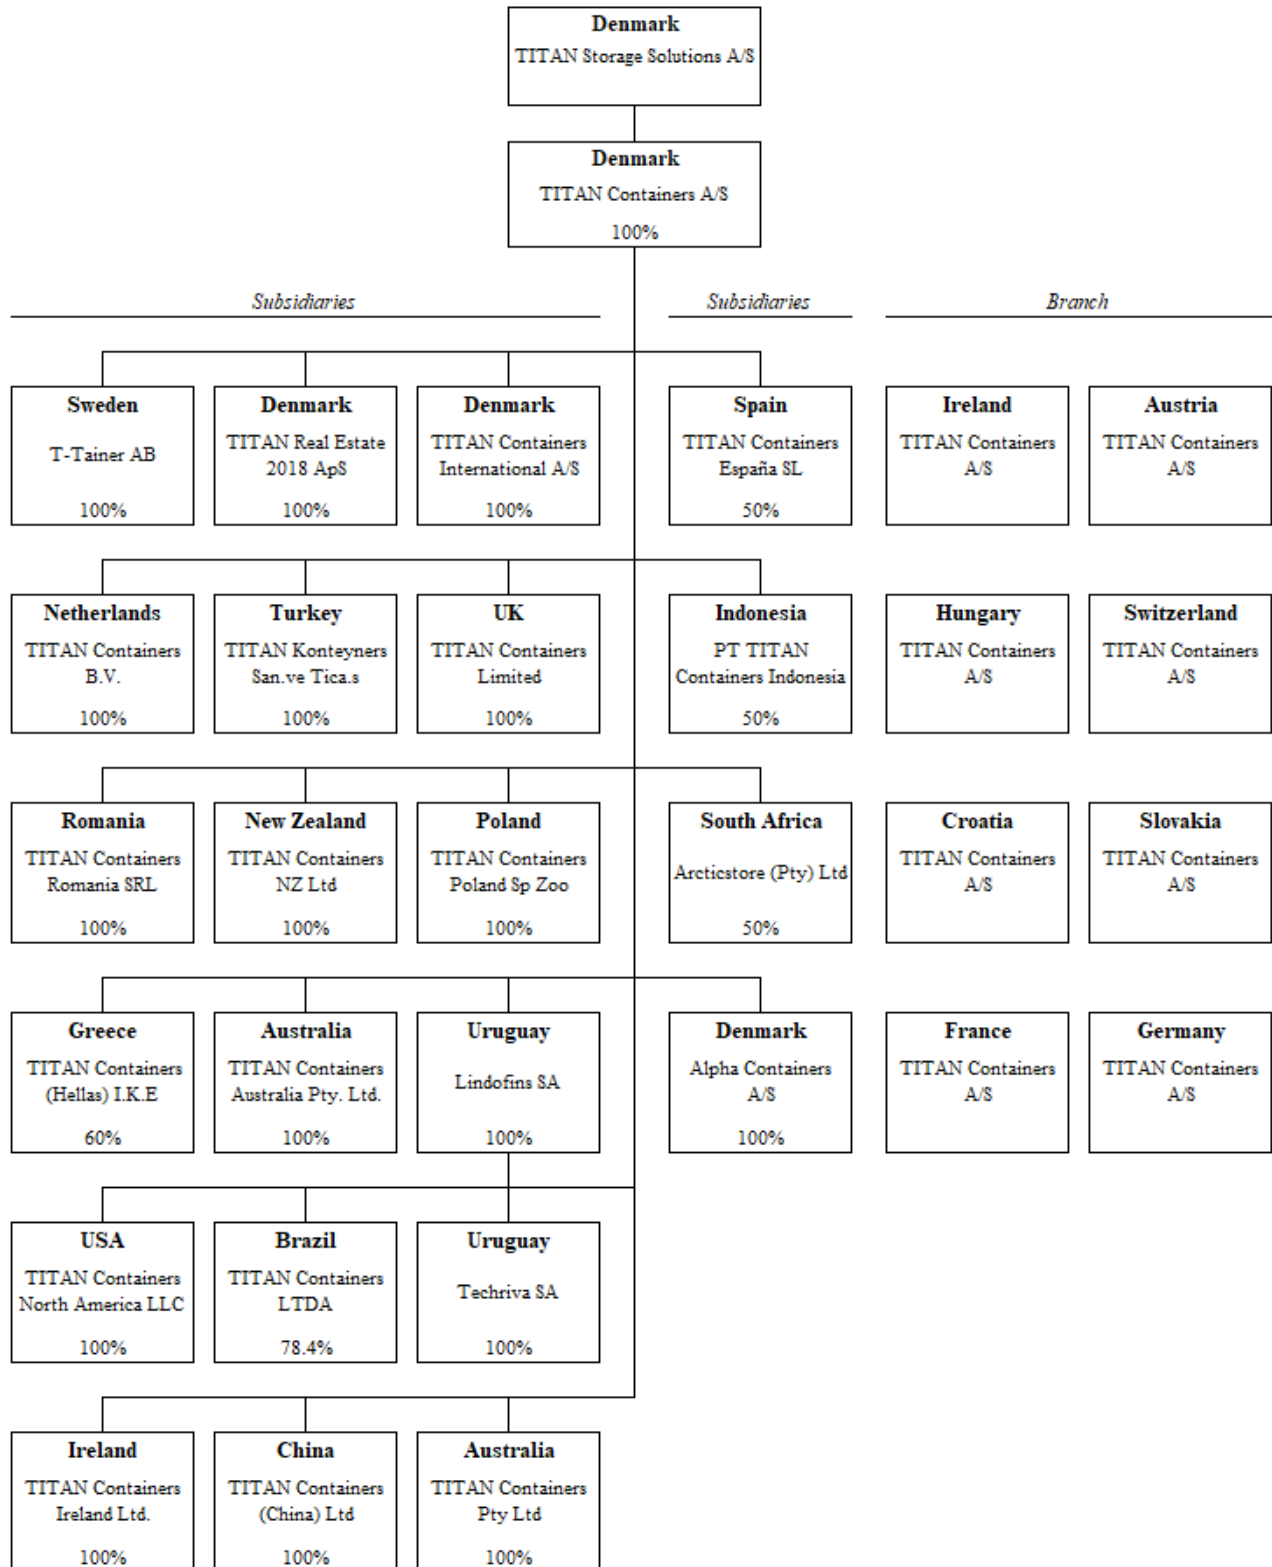 Denmark
TITAN Storage Solutions A/S
Denmark
TITAN Containers A/S
100%
Subsidiaries
Subsidiaries
Branch
Sweden
T-Tainer AB
100%
Denmark
TITAN Real Estate
2018 ApS
100%
Denmark
TITAN Containers
International A/S
100%
Spain
TITAN Containers
España SL
50%
Ireland
TITAN Containers
A/S
Austria
TITAN Containers
A/S
Netherlands
TITAN Containers
B.V.
100%
Turkey
TITAN Konteyners
San.ve Tica.s
100%
UK
TITAN Containers
Limited
100%
Indonesia
PT TITAN
Containers Indonesia
50%
Hungary
TITAN Containers
A/S
Switzerland
TITAN Containers
A/S
Romania
TITAN Containers
Romania SRL
100%
New Zealand
TITAN Containers
NZ Ltd
100%
Poland
TITAN Containers
Poland Sp Zoo
100%
South Africa
Arcticstore (Pty) Ltd
50%
Croatia
TITAN Containers
A/S
Slovakia
TITAN Containers
A/S
Greece
TITAN Containers
(Hellas) I.K.E
60%
Australia
TITAN Containers
Australia Pty. Ltd.
100%
Uruguay
Lindofins SA
100%
Denmark
Alpha Containers
A/S
100%
France
TITAN Containers
A/S
Germany
TITAN Containers
A/S
USA
TITAN Containers
North America LLC
100%
Brazil
TITAN Containers
LTDA
78.4%
Uruguay
Techriva SA
100%
Ireland
TITAN Containers
Ireland Ltd.
100%
China
TITAN Containers
(China) Ltd
100%
Australia
TITAN Containers
Pty Ltd
100%